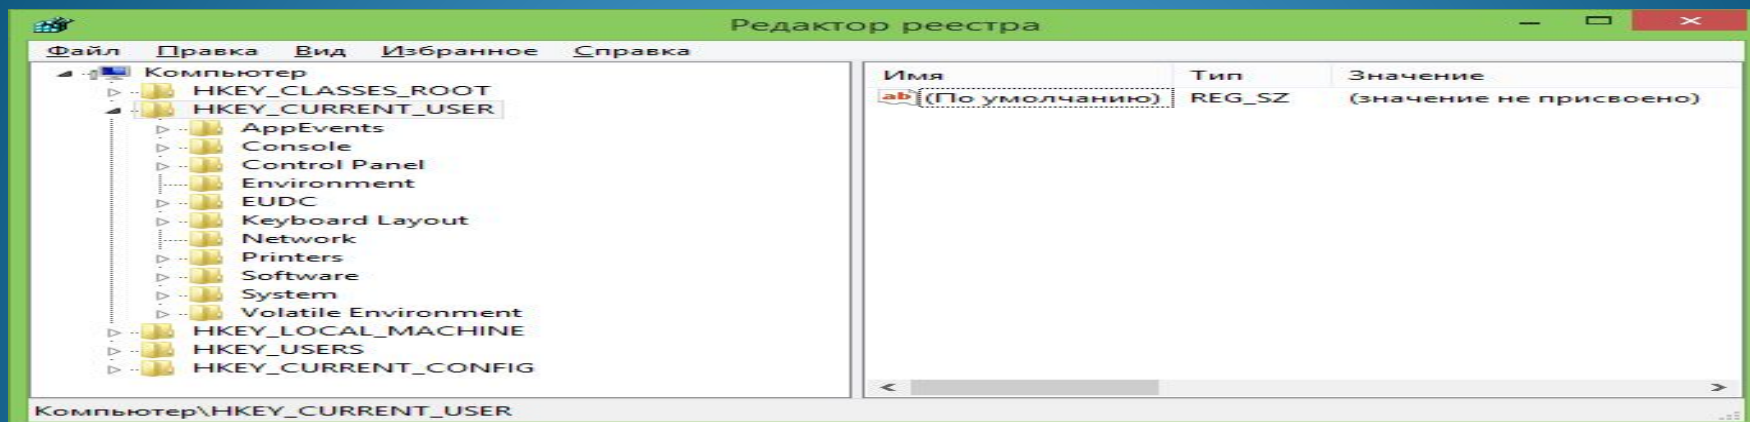 Редактор реестра
Файл Правка Вид Избранное Справка
Компьютер
HKEY_CLASSES_ROOT
HKEY_CURRENT_USER
AppEvents
Console
Control Panel
Environment
EUDC
Keyboard Layout
Network
Printers
Software
System
Volatile Environment
HKEY_LOCAL_MACHINE
HKEY_USERS
HKEY_CURRENT_CONFIG
Имя Тип Значение
ab (По умолчанию) REG_SZ (значение не присвоено)
Компьютер\HKEY_CURRENT_USER